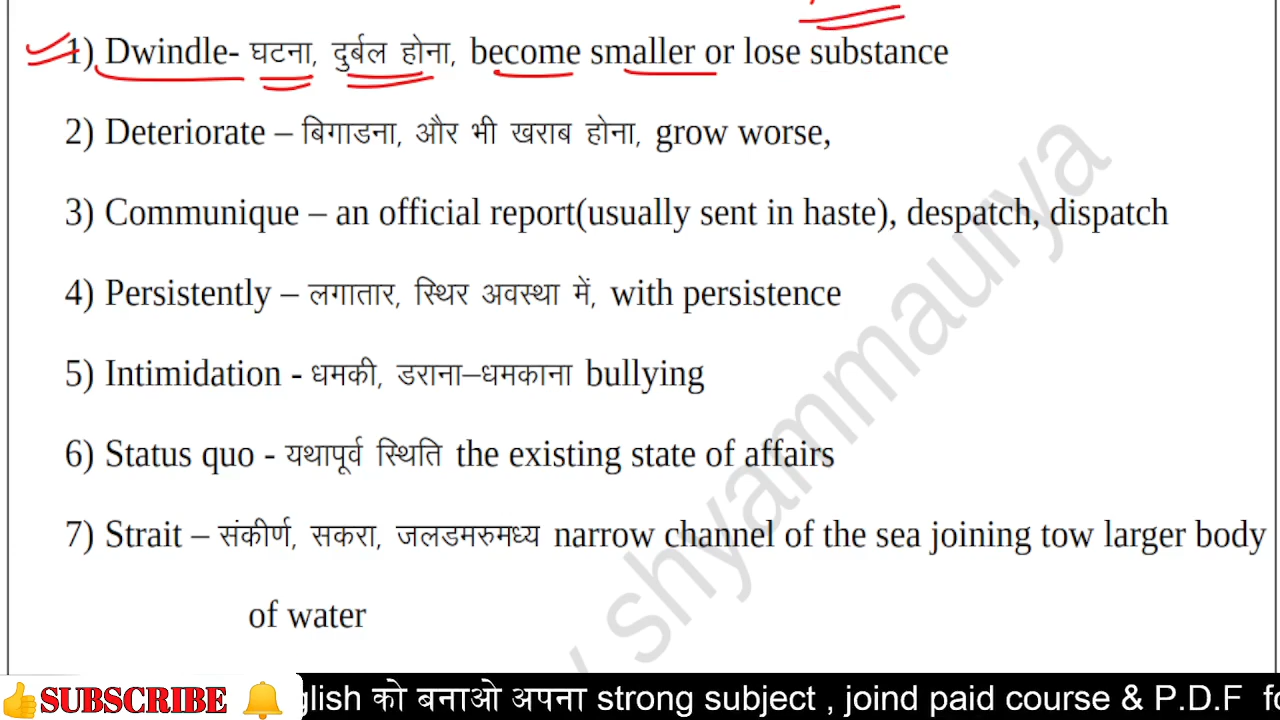 1) Dwindle- घटना, दुर्बल होना, become smaller or lose substance
2) Deteriorate – बिगाडना, और भी खराब होना, grow worse,
3) Communique – an official report(usually sent in haste), despatch, dispatch
4) Persistently – लगातार, स्थिर अवस्था में, with persistence
5) Intimidation - धमकी, डराना–धमकाना bullying
6) Status quo - यथापूर्व स्थिति the existing state of affairs
7) Strait – संकीर्ण, सकरा, जलडमरुमध्य narrow channel of the sea joining tow larger body
of water
shyammaurya
SUBSCRIBE
glish को बनाओ अपना strong subject , joind paid course & P.D.F fo